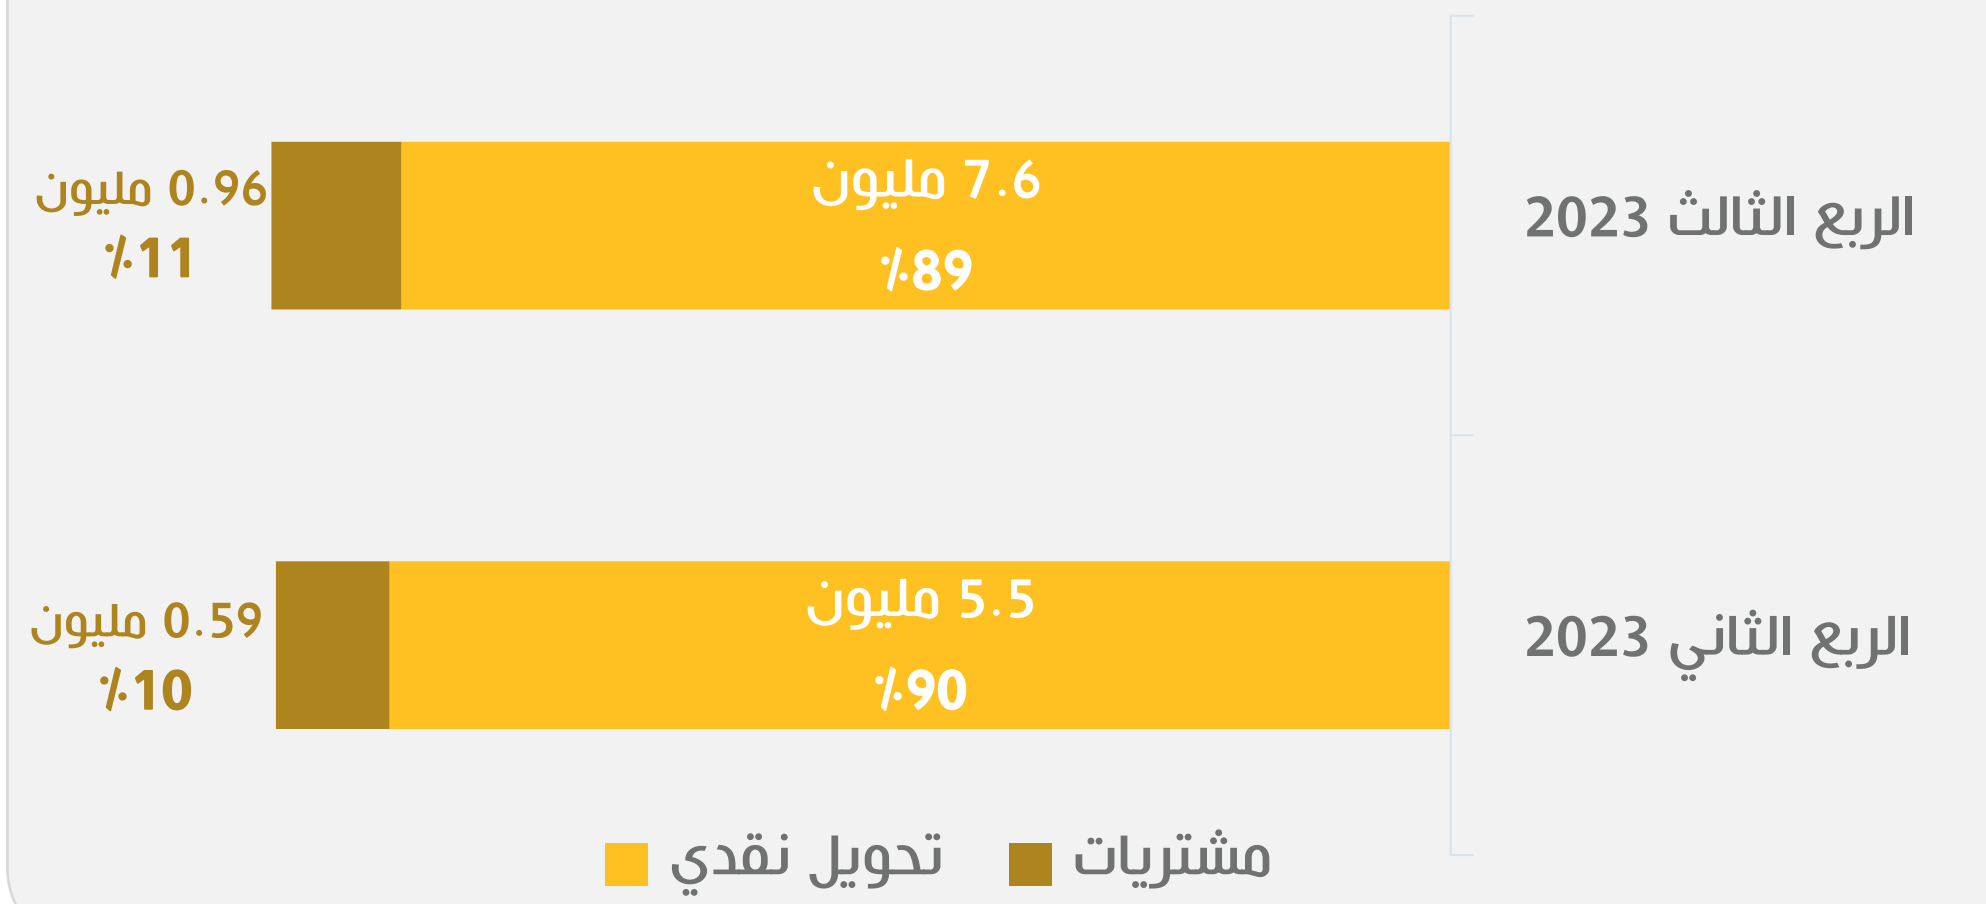 الربع الثالث 2023
7.6 مليون
٪89
0.96 مليون
٪11
الربع الثاني 2023
5.5 مليون
٪90
0.59 مليون
٪10
مشتريات
تحويل نقدي